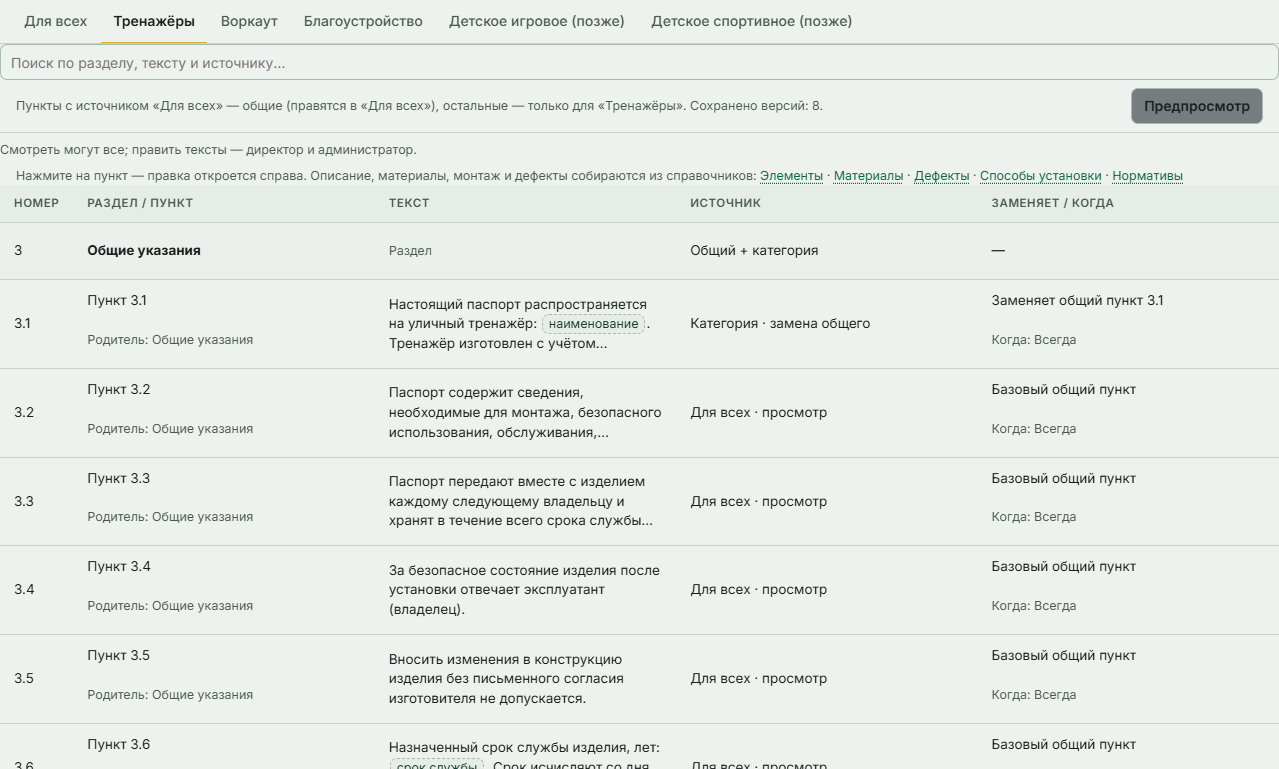 Для всех Тренажёры Воркаут Благоустройство Детское игровое (позже) Детское спортивное (позже)
Поиск по разделу, тексту и источнику...
Пункты с источником «Для всех» — общие (правятся в «Для всех»), остальные — только для «Тренажёры». Сохранено версий: 8.
Предпросмотр
Смотреть могут все; править тексты — директор и администратор.
Нажмите на пункт — правка откроется справа. Описание, материалы, монтаж и дефекты собираются из справочников: Элементы · Материалы · Дефекты · Способы установки · Нормативы
НОМЕР РАЗДЕЛ / ПУНКТ ТЕКСТ ИСТОЧНИК ЗАМЕНЯЕТ / КОГДА
3 Общие указания Раздел Общий + категория —
3.1
Пункт 3.1
Родитель: Общие указания
Настоящий паспорт распространяется
на уличный тренажёр: наименование .
Тренажёр изготовлен с учётом...
Категория · замена общего
Заменяет общий пункт 3.1
Когда: Всегда
3.2
Пункт 3.2
Родитель: Общие указания
Паспорт содержит сведения,
необходимые для монтажа, безопасного
использования, обслуживания,...
Для всех · просмотр
Базовый общий пункт
Когда: Всегда
3.3
Пункт 3.3
Родитель: Общие указания
Паспорт передают вместе с изделием
каждому следующему владельцу и
хранят в течение всего срока службы...
Для всех · просмотр
Базовый общий пункт
Когда: Всегда
3.4
Пункт 3.4
Родитель: Общие указания
За безопасное состояние изделия после
установки отвечает эксплуатант
(владелец).
Для всех · просмотр
Базовый общий пункт
Когда: Всегда
3.5
Пункт 3.5
Родитель: Общие указания
Вносить изменения в конструкцию
изделия без письменного согласия
изготовителя не допускается.
Для всех · просмотр
Базовый общий пункт
Когда: Всегда
3.6
Пункт 3.6
Назначенный срок службы изделия, лет:
срок службы . Срок исчисляют со дня
Для всех · просмотр
Базовый общий пункт